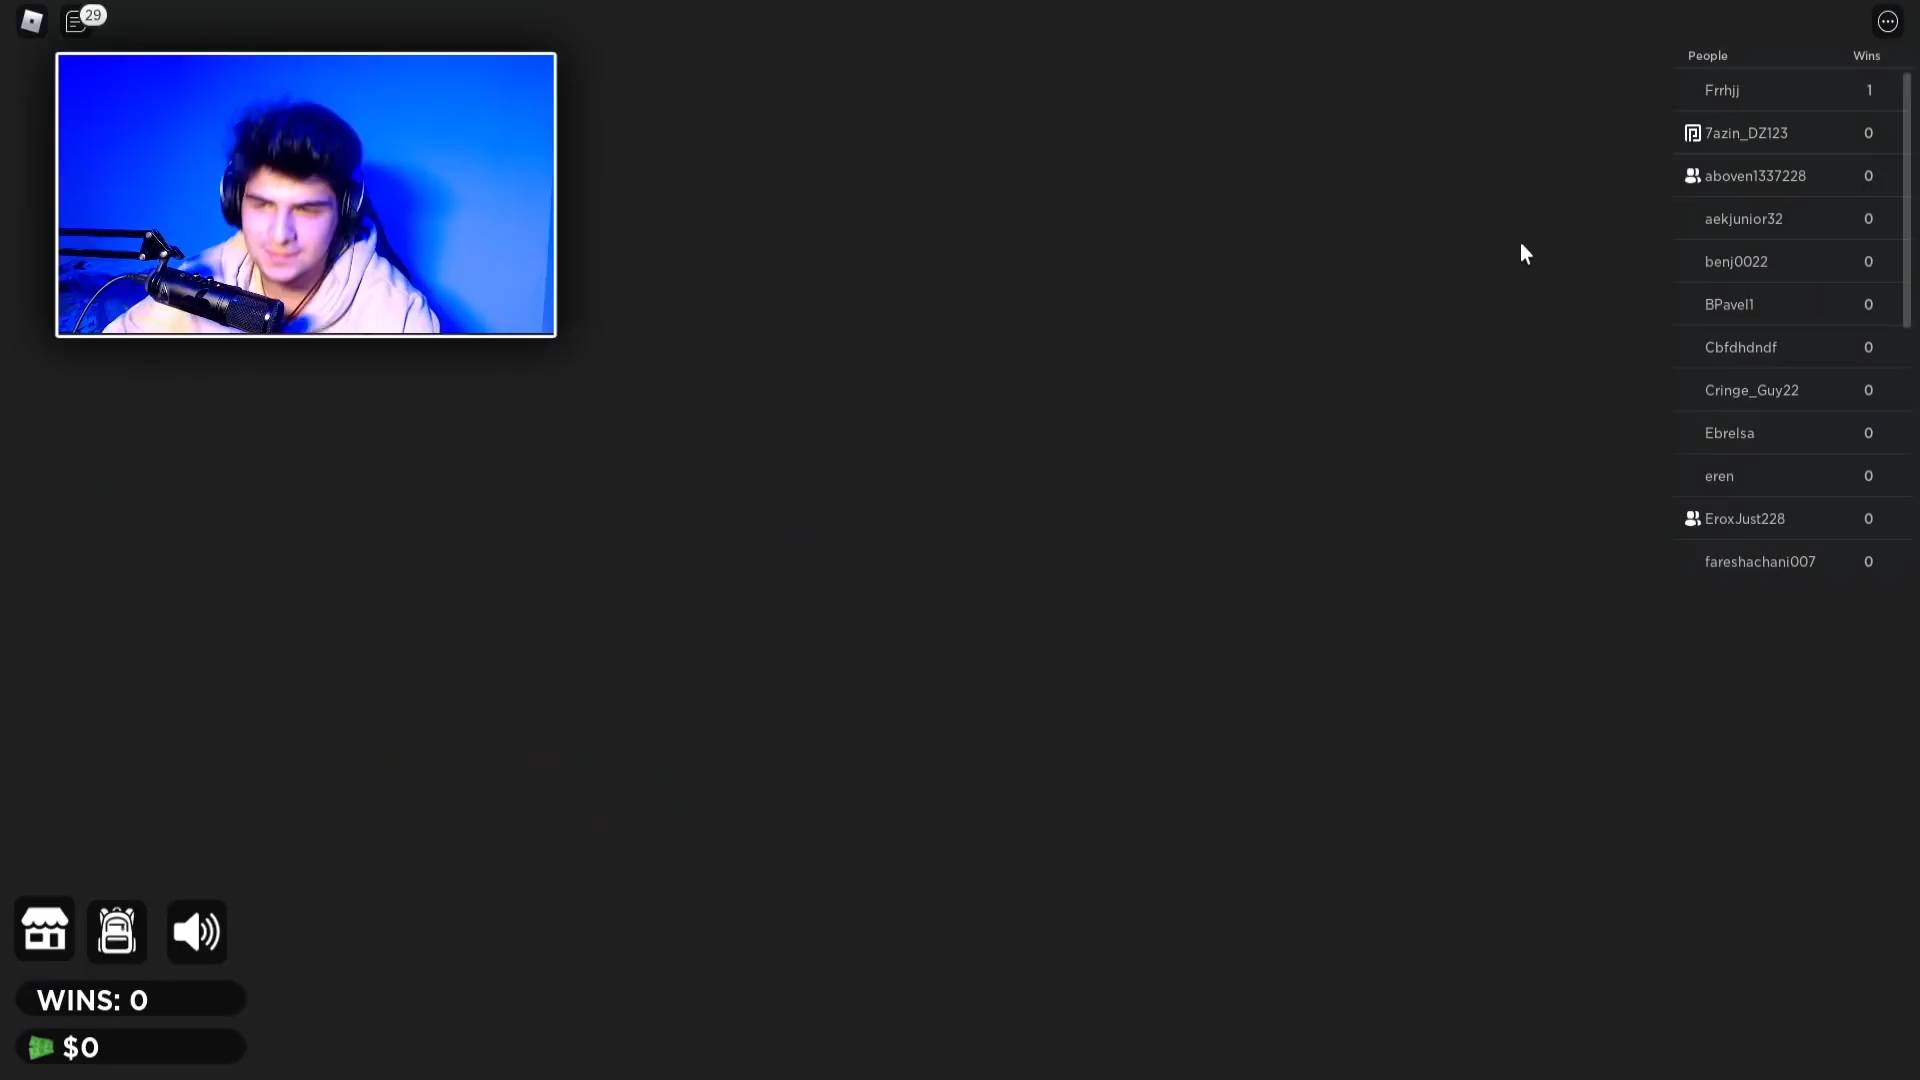 29
People Wins
Frrhjj 1
7azin_DZ123 0
aboven1337228 0
aekjunior32 0
benj0022 0
BPavel1 0
Cbfdhdndf 0
Cringe_Guy22 0
Ebrelsa 0
eren 0
EroxJust228 0
fareshachani007 0
WINS: 0
$0